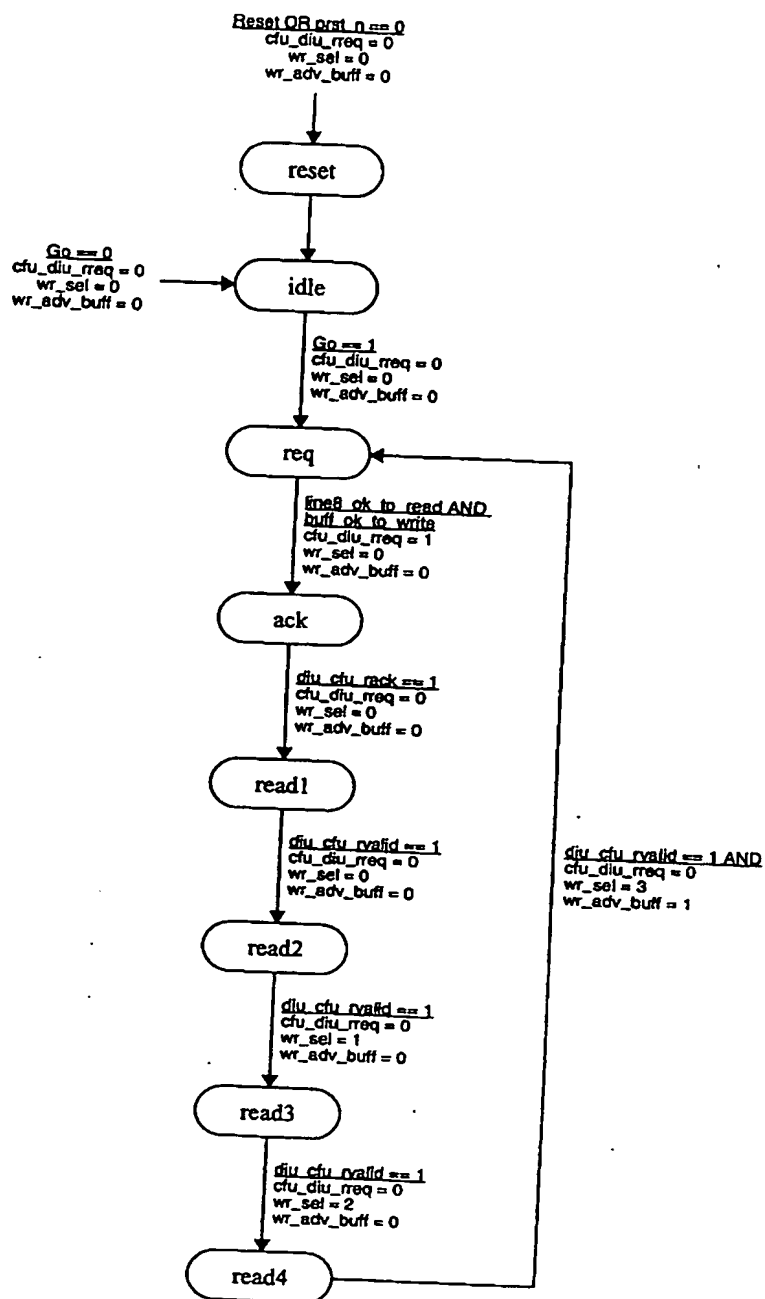 Reset OR prst_n == 0
cfu_diu_rreq = 0
wr_sel = 0
wr_adv_buff = 0
reset
Go == 0
cfu_diu_rreq = 0
wr_sel = 0
wr_adv_buff = 0
idle
Go == 1
cfu_diu_rreq = 0
wr_sel = 0
wr_adv_buff = 0
req
line8_ok_to_read AND
buff_ok_to_write
cfu_diu_rreq = 1
wr_sel = 0
wr_adv_buff = 0
ack
diu_cfu_rack == 1
cfu_diu_rreq = 0
wr_sel = 0
wr_adv_buff = 0
read1
diu_cfu_rvalid == 1
cfu_diu_rreq = 0
wr_sel = 0
wr_adv_buff = 0
diu_cfu_rvalid == 1 AND
cfu_diu_rreq = 0
wr_sel = 3
wr_adv_buff = 1
read2
diu_cfu_rvalid == 1
cfu_diu_rreq = 0
wr_sel = 1
wr_adv_buff = 0
read3
diu_cfu_rvalid == 1
cfu_diu_rreq = 0
wr_sel = 2
wr_adv_buff = 0
read4